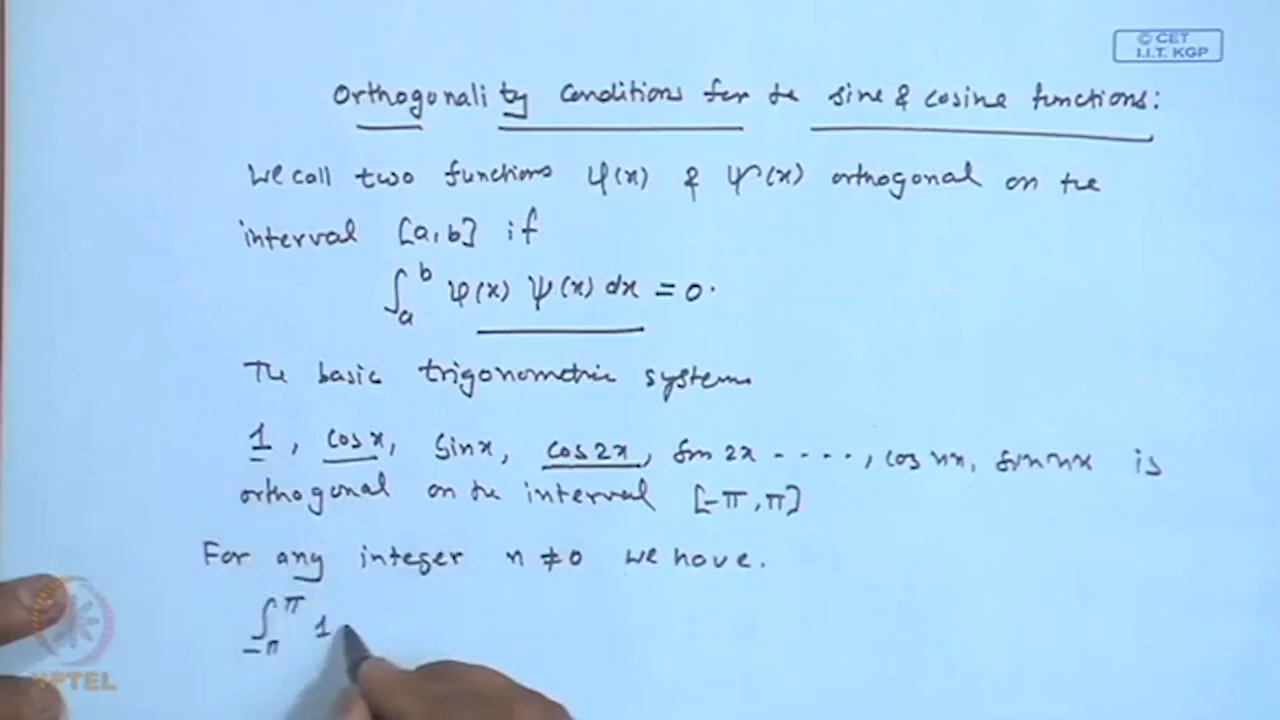 © CET
I.I.T. KGP
Orthogonality conditions for the sine & cosine functions:
We call two functions φ(x) & ψ(x) orthogonal on the
interval [a,b] if
∫_a^b φ(x) ψ(x) dx = 0.
The basic trigonometric systems
1, cos x, sin x, cos 2x, sin 2x - - - - ., cos nx, sin nx is
orthogonal on the interval [-π, π]
For any integer n ≠ 0 we have.
∫_-π^π 1
NPTEL